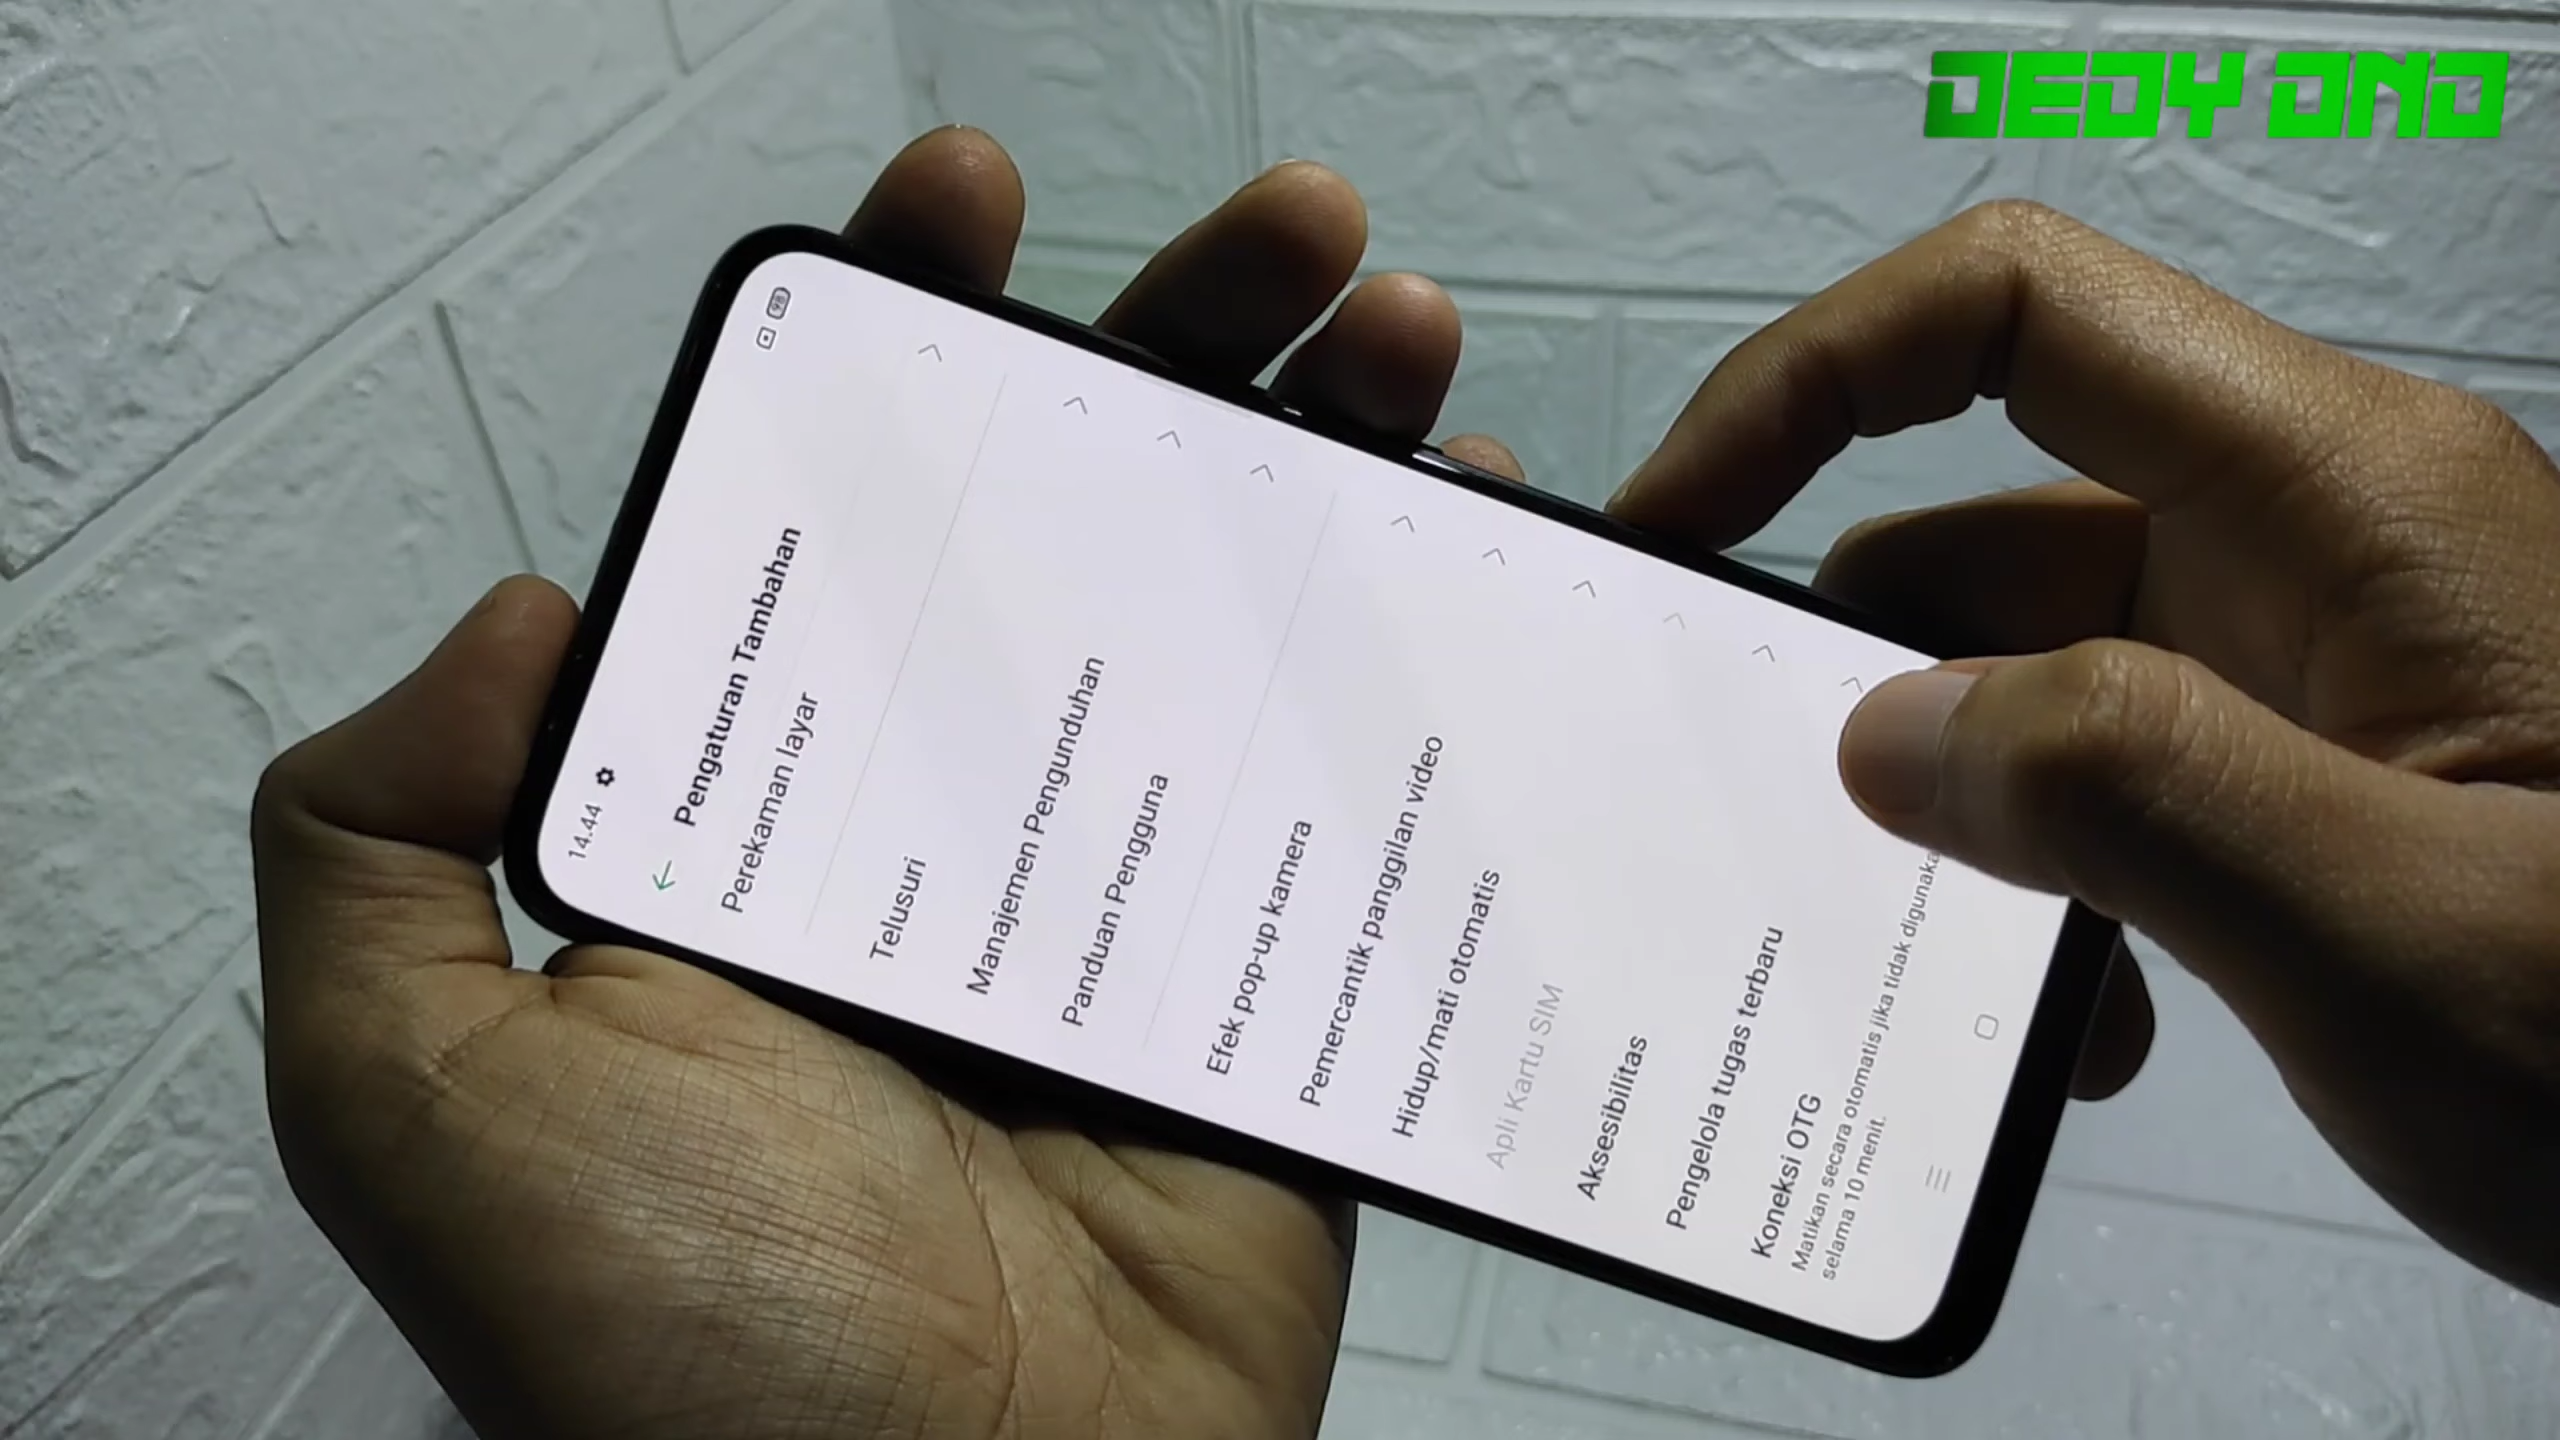 DEDY DND
14.44
98
Pengaturan Tambahan
Perekaman layar
Telusuri
Manajemen Pengunduhan
Panduan Pengguna
Efek pop-up kamera
Pemercantik panggilan video
Hidup/mati otomatis
Apli Kartu SIM
Aksesibilitas
Pengelola tugas terbaru
Koneksi OTG
Matikan secara otomatis jika tidak
selama 10 menit.